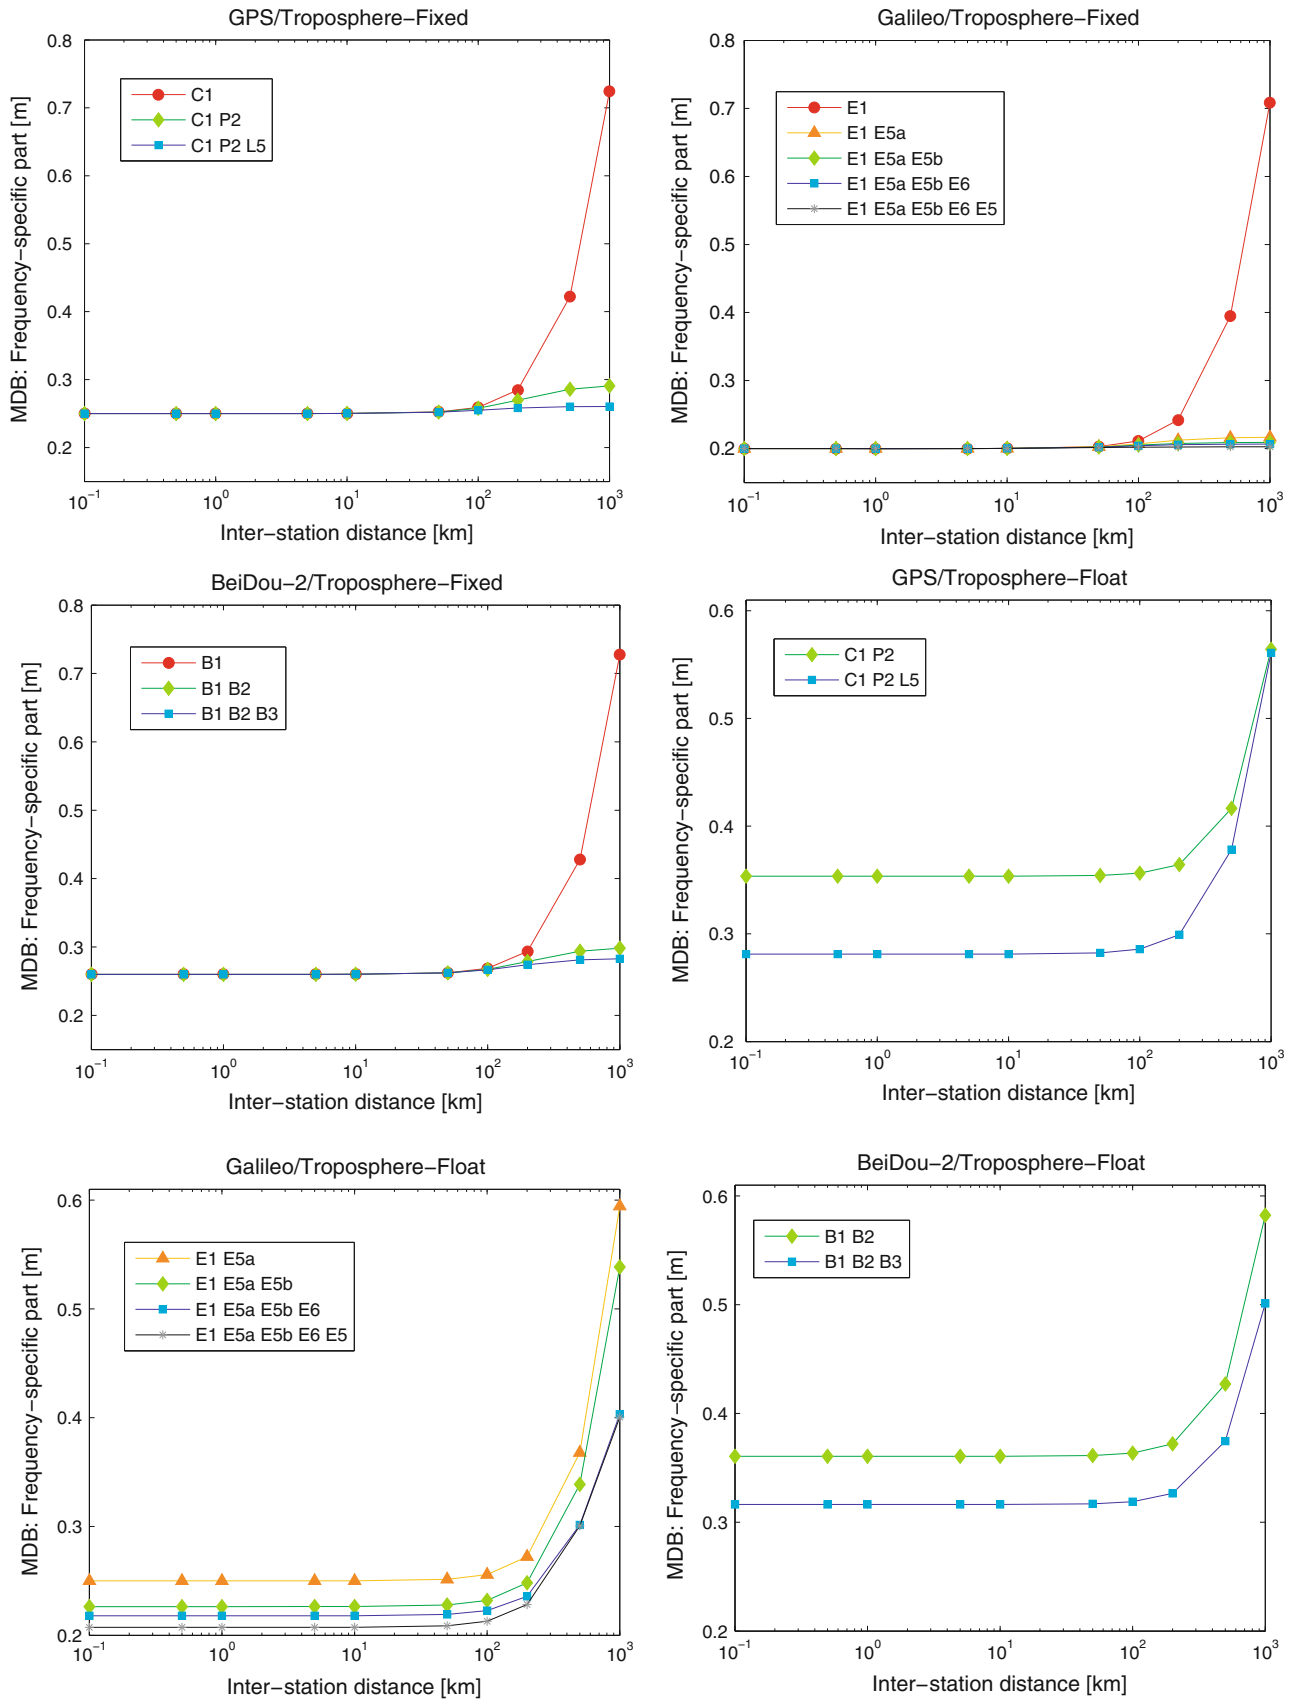 GPS/Troposphere−Fixed
MDB: Frequency−specific part [m]
0.8
0.7
0.6
0.5
0.4
0.3
0.2
C1
C1 P2
C1 P2 L5
10−1 100 101 102 103
Inter−station distance [km]
Galileo/Troposphere−Fixed
MDB: Frequency−specific part [m]
0.8
0.7
0.6
0.5
0.4
0.3
0.2
E1
E1 E5a
E1 E5a E5b
E1 E5a E5b E6
E1 E5a E5b E6 E5
10−1 100 101 102 103
Inter−station distance [km]
BeiDou−2/Troposphere−Fixed
MDB: Frequency−specific part [m]
0.8
0.7
0.6
0.5
0.4
0.3
0.2
B1
B1 B2
B1 B2 B3
10−1 100 101 102 103
Inter−station distance [km]
GPS/Troposphere−Float
MDB: Frequency−specific part [m]
0.6
0.5
0.4
0.3
0.2
C1 P2
C1 P2 L5
10−1 100 101 102 103
Inter−station distance [km]
Galileo/Troposphere−Float
MDB: Frequency−specific part [m]
0.6
0.5
0.4
0.3
0.2
E1 E5a
E1 E5a E5b
E1 E5a E5b E6
E1 E5a E5b E6 E5
10−1 100 101 102 103
Inter−station distance [km]
BeiDou−2/Troposphere−Float
MDB: Frequency−specific part [m]
0.6
0.5
0.4
0.3
0.2
B1 B2
B1 B2 B3
10−1 100 101 102 103
Inter−station distance [km]